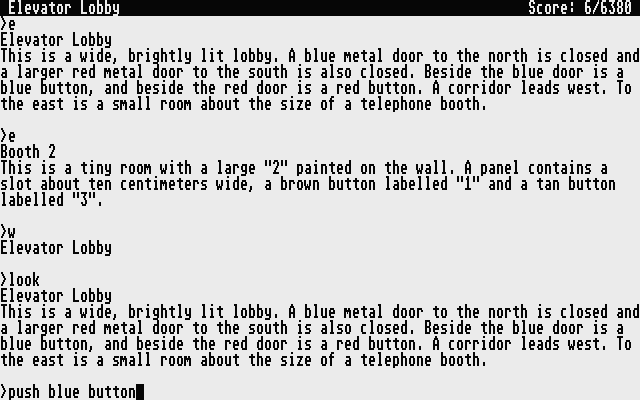 Elevator Lobby Score: 6/6380
>e
Elevator Lobby
This is a wide, brightly lit lobby. A blue metal door to the north is closed and
a larger red metal door to the south is also closed. Beside the blue door is a
blue button, and beside the red door is a red button. A corridor leads west. To
the east is a small room about the size of a telephone booth.
>e
Booth 2
This is a tiny room with a large "2" painted on the wall. A panel contains a
slot about ten centimeters wide, a brown button labelled "1" and a tan button
labelled "3".
>w
Elevator Lobby
>look
Elevator Lobby
This is a wide, brightly lit lobby. A blue metal door to the north is closed and
a larger red metal door to the south is also closed. Beside the blue door is a
blue button, and beside the red door is a red button. A corridor leads west. To
the east is a small room about the size of a telephone booth.
>push blue button